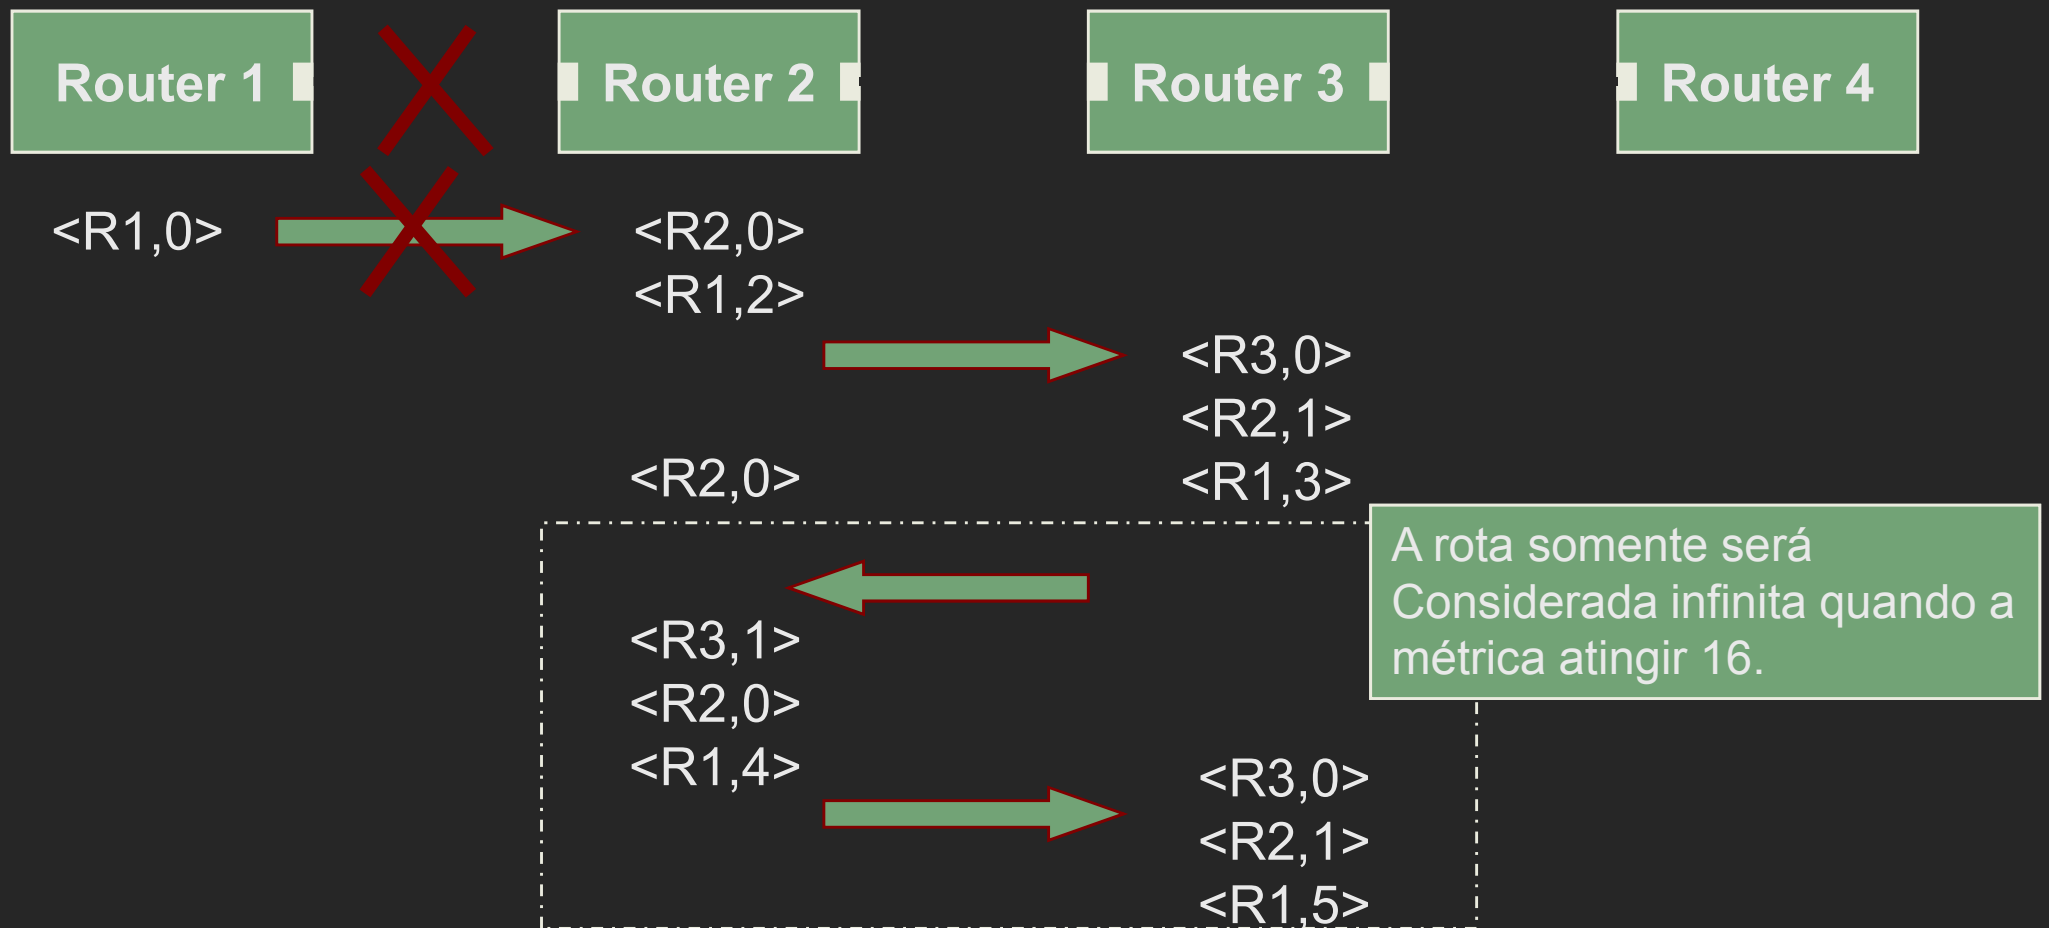 Router 1
Router 2
Router 3
Router 4
<R1,0>
<R2,0>
<R1,2>
<R3,0>
<R2,1>
<R1,3>
<R2,0>
A rota somente será
Considerada infinita quando a
métrica atingir 16.
<R3,1>
<R2,0>
<R1,4>
<R3,0>
<R2,1>
<R1,5>